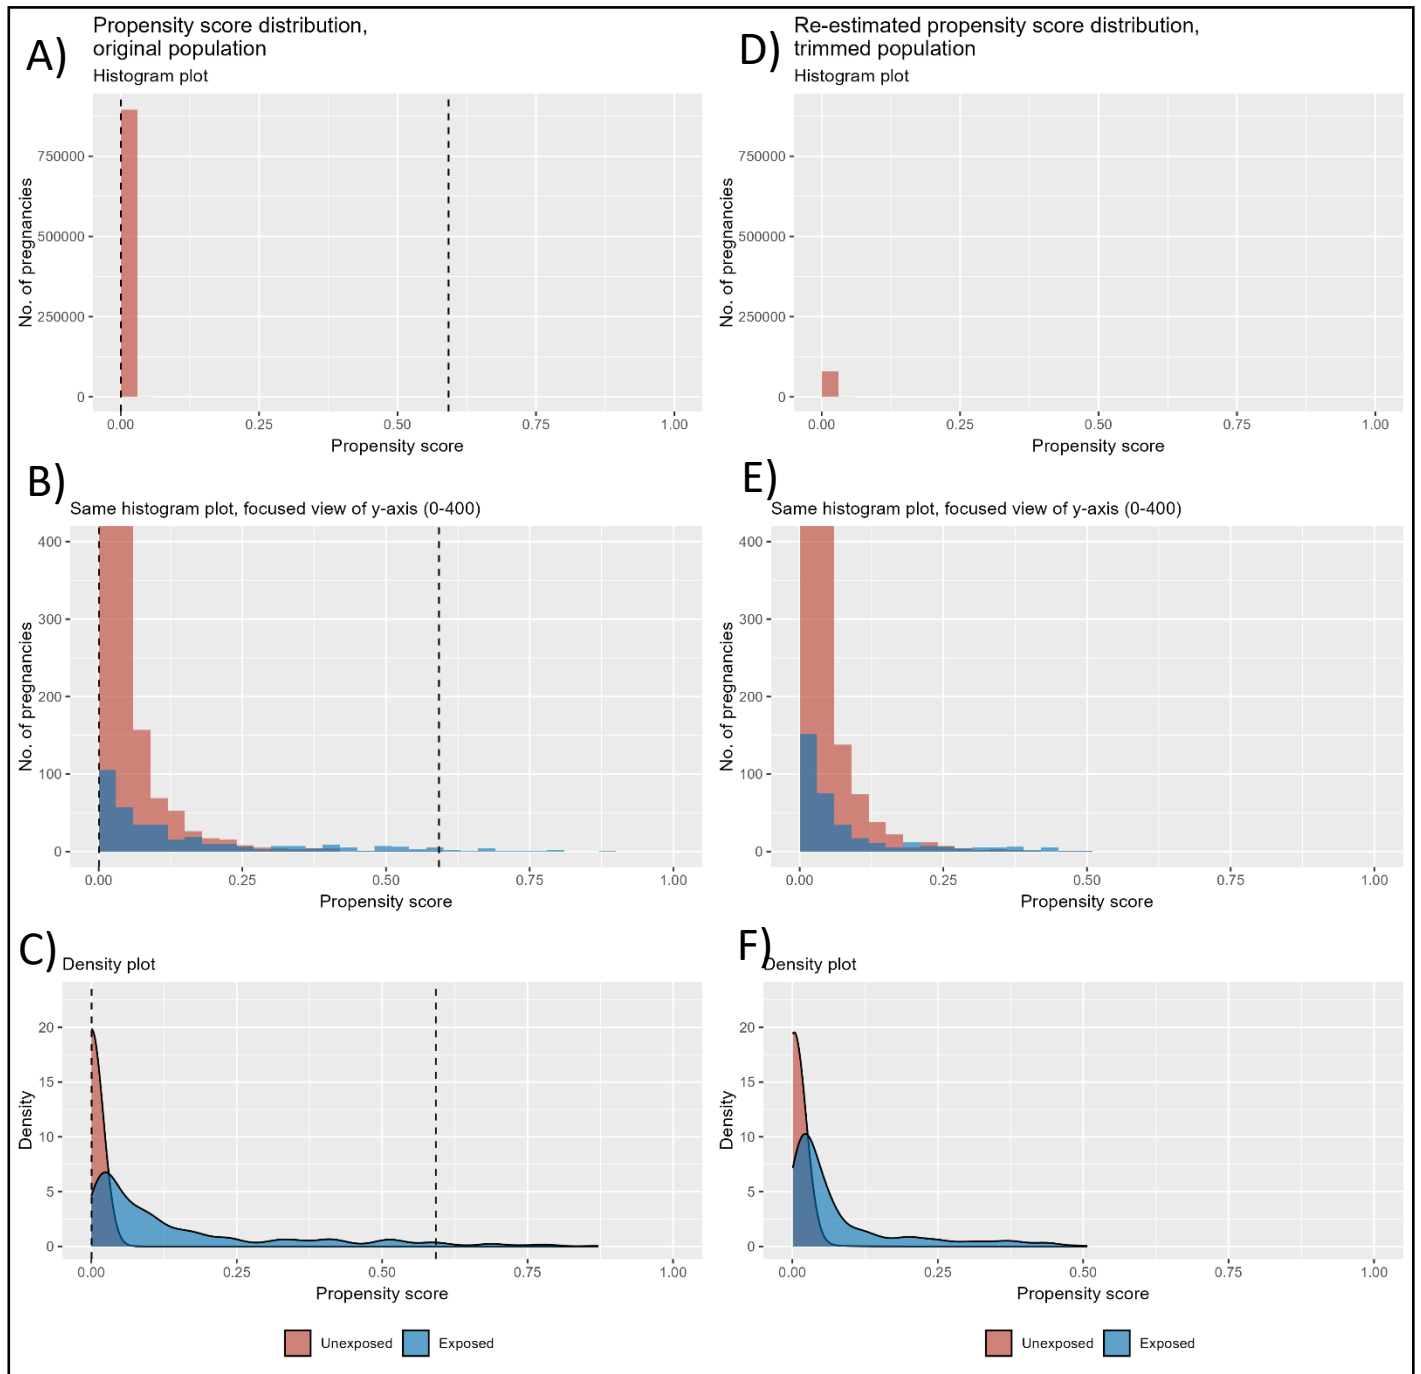 A)
Propensity score distribution,
original population
Histogram plot
No. of pregnancies
750000
500000
250000
0
0.00 0.25 0.50 0.75 1.00
Propensity score
D)
Re-estimated propensity score distribution,
trimmed population
Histogram plot
No. of pregnancies
750000
500000
250000
0
0.00 0.25 0.50 0.75 1.00
Propensity score
B)
Same histogram plot, focused view of y-axis (0-400)
No. of pregnancies
400
300
200
100
0
0.00 0.25 0.50 0.75 1.00
Propensity score
E)
Same histogram plot, focused view of y-axis (0-400)
No. of pregnancies
400
300
200
100
0
0.00 0.25 0.50 0.75 1.00
Propensity score
C)
Density plot
Density
20
15
10
5
0
0.00 0.25 0.50 0.75 1.00
Propensity score
Unexposed Exposed
F)
Density plot
Density
20
15
10
5
0
0.00 0.25 0.50 0.75 1.00
Propensity score
Unexposed Exposed